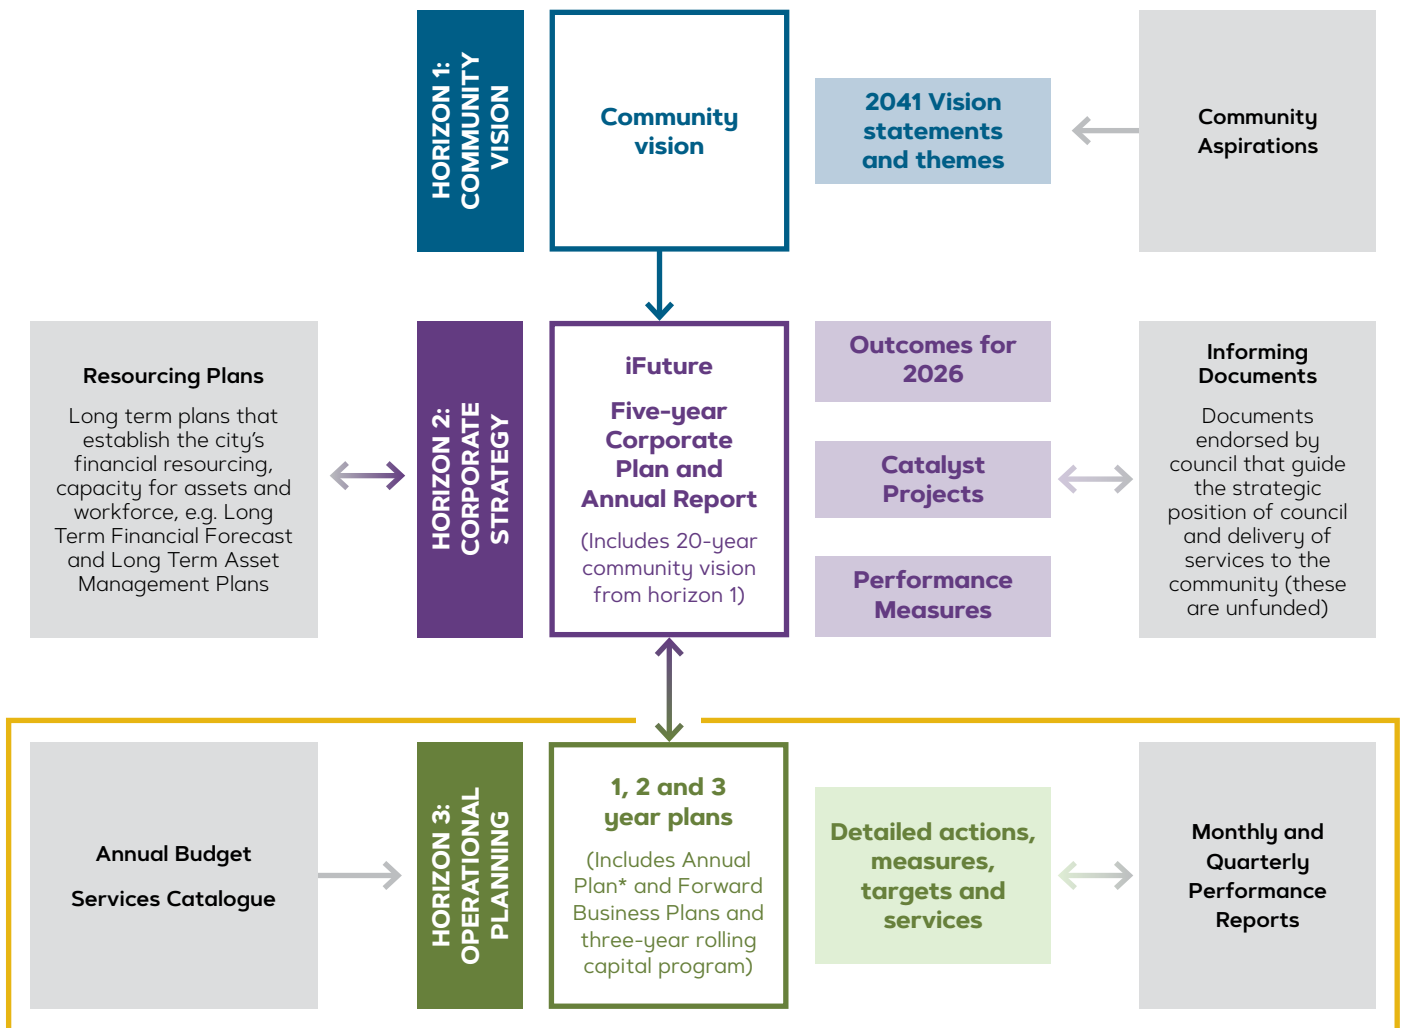 HORIZON 1:
COMMUNITY
VISION
Community
vision
2041 Vision
statements
and themes
Community
Aspirations
Resourcing Plans
Long term plans that
establish the city’s
financial resourcing,
capacity for assets and
workforce, e.g. Long
Term Financial Forecast
and Long Term Asset
Management Plans
HORIZON 2:
CORPORATE
STRATEGY
iFuture
Five-year
Corporate
Plan and
Annual Report
(Includes 20-year
community vision
from horizon 1)
Outcomes for
2026
Catalyst
Projects
Performance
Measures
Informing
Documents
Documents
endorsed by
council that guide
the strategic
position of council
and delivery of
services to the
community (these
are unfunded)
Annual Budget
Services Catalogue
HORIZON 3:
OPERATIONAL
PLANNING
1, 2 and 3
year plans
(Includes Annual
Plan* and Forward
Business Plans and
three-year rolling
capital program)
Detailed actions,
measures,
targets and
services
Monthly and
Quarterly
Performance
Reports